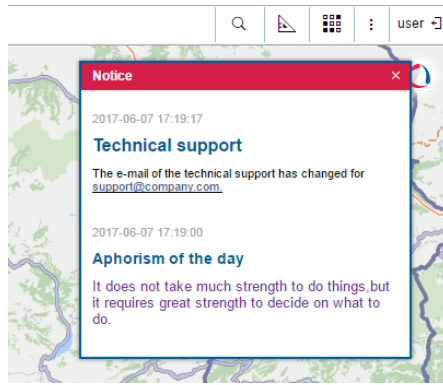 user
Notice
2017-06-07 17:19:17
Technical support
The e-mail of the technical support has changed for
support@company.com.
2017-06-07 17:19:00
Aphorism of the day
It does not take much strength to do things,but
it requires great strength to decide on what to
do.